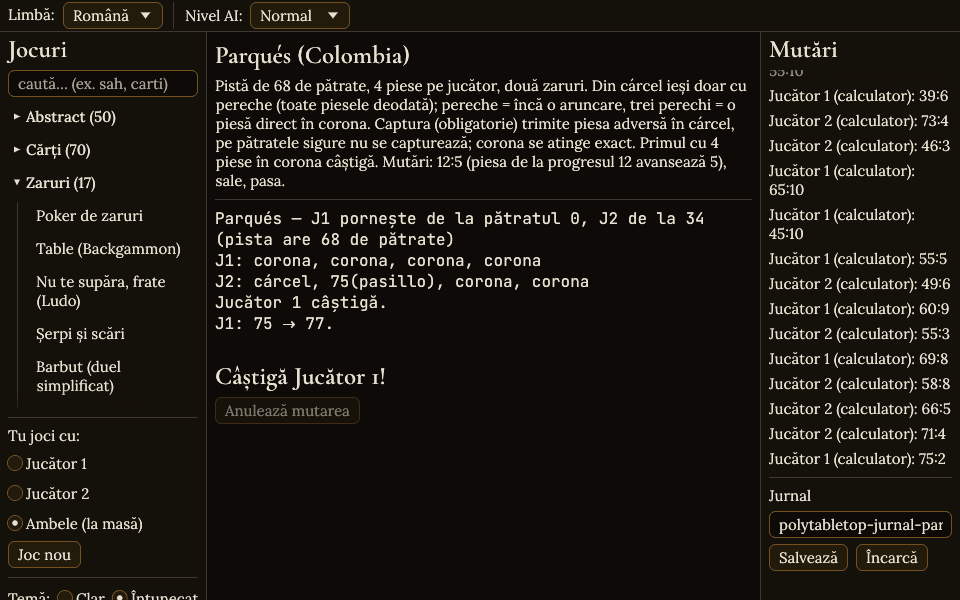 Limbă:
Română
Nivel AI:
Normal
Jocuri
caută... (ex. sah, carti)
Abstract (50)
Cărți (70)
Zaruri (17)
Poker de zaruri
Table (Backgammon)
Nu te supăra, frate
(Ludo)
Șerpi și scări
Barbut (duel
simplificat)
Tu joci cu:
Jucător 1
Jucător 2
Ambele (la masă)
Joc nou
Temă:
Clar
Întunecat
Parqués (Colombia)
Pistă de 68 de pătrate, 4 piese pe jucător, două zaruri. Din cárcel ieși doar cu
pereche (toate piesele deodată); pereche = încă o aruncare, trei perechi = o
piesă direct în corona. Captura (obligatorie) trimite piesa adversă în cárcel,
pe pătratele sigure nu se capturează; corona se atinge exact. Primul cu 4
piese în corona câștigă. Mutări: 12:5 (piesa de la progresul 12 avansează 5),
sale, pasa.
Parqués — J1 pornește de la pătratul 0, J2 de la 34
(pista are 68 de pătrate)
J1: corona, corona, corona, corona
J2: cárcel, 75(pasillo), corona, corona
Jucător 1 câștigă.
J1: 75 → 77.
Câștigă Jucător 1!
Anulează mutarea
Mutări
55:10
Jucător 1 (calculator): 39:6
Jucător 2 (calculator): 73:4
Jucător 2 (calculator): 46:3
Jucător 1 (calculator):
65:10
Jucător 1 (calculator):
45:10
Jucător 1 (calculator): 55:5
Jucător 2 (calculator): 49:6
Jucător 1 (calculator): 60:9
Jucător 2 (calculator): 55:3
Jucător 1 (calculator): 69:8
Jucător 2 (calculator): 58:8
Jucător 2 (calculator): 66:5
Jucător 2 (calculator): 71:4
Jucător 1 (calculator): 75:2
Jurnal
polytabletop-jurnal-par
Salvează
Încarcă